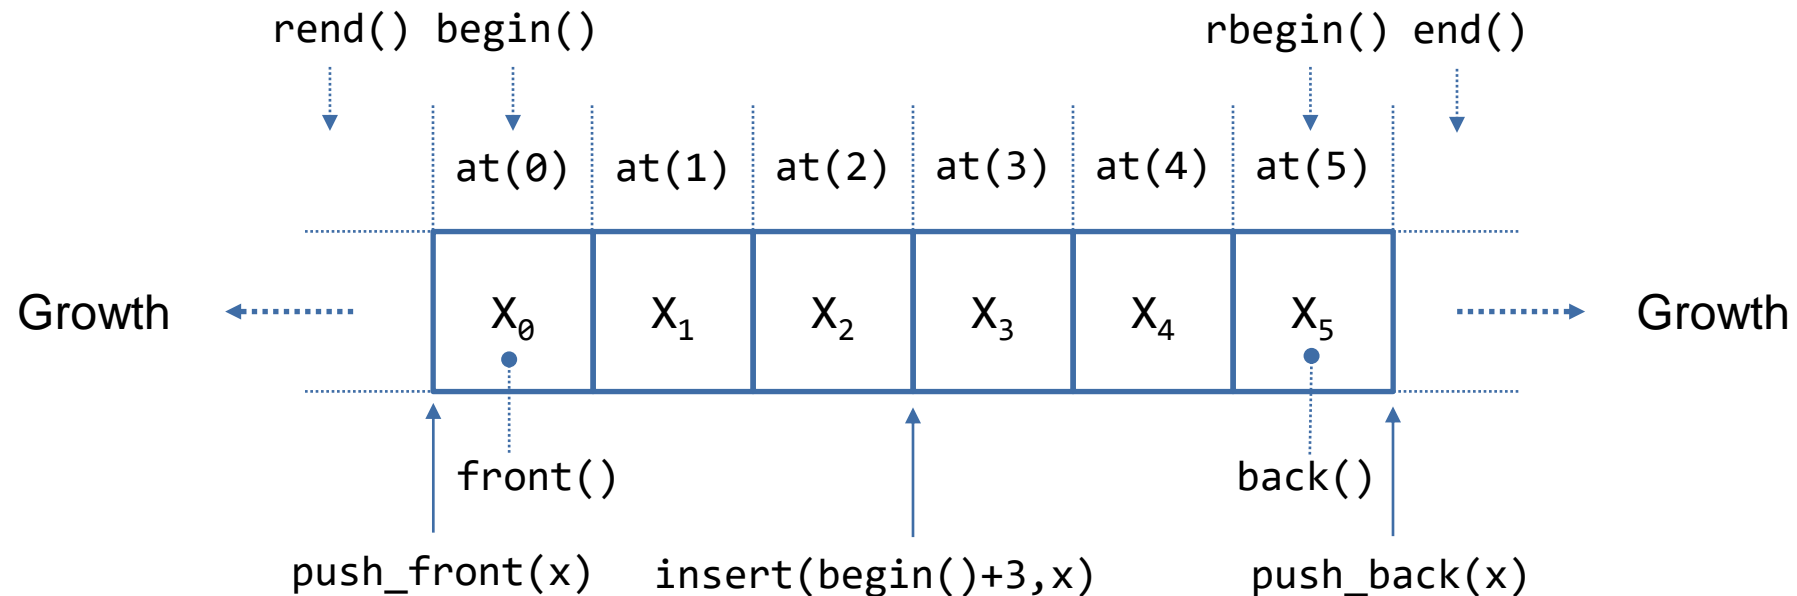 rend() begin() rbegin() end()
at(0) at(1) at(2) at(3) at(4) at(5)
Growth X₀ X₁ X₂ X₃ X₄ X₅ Growth
front() back()
push_front(x) insert(begin()+3,x) push_back(x)